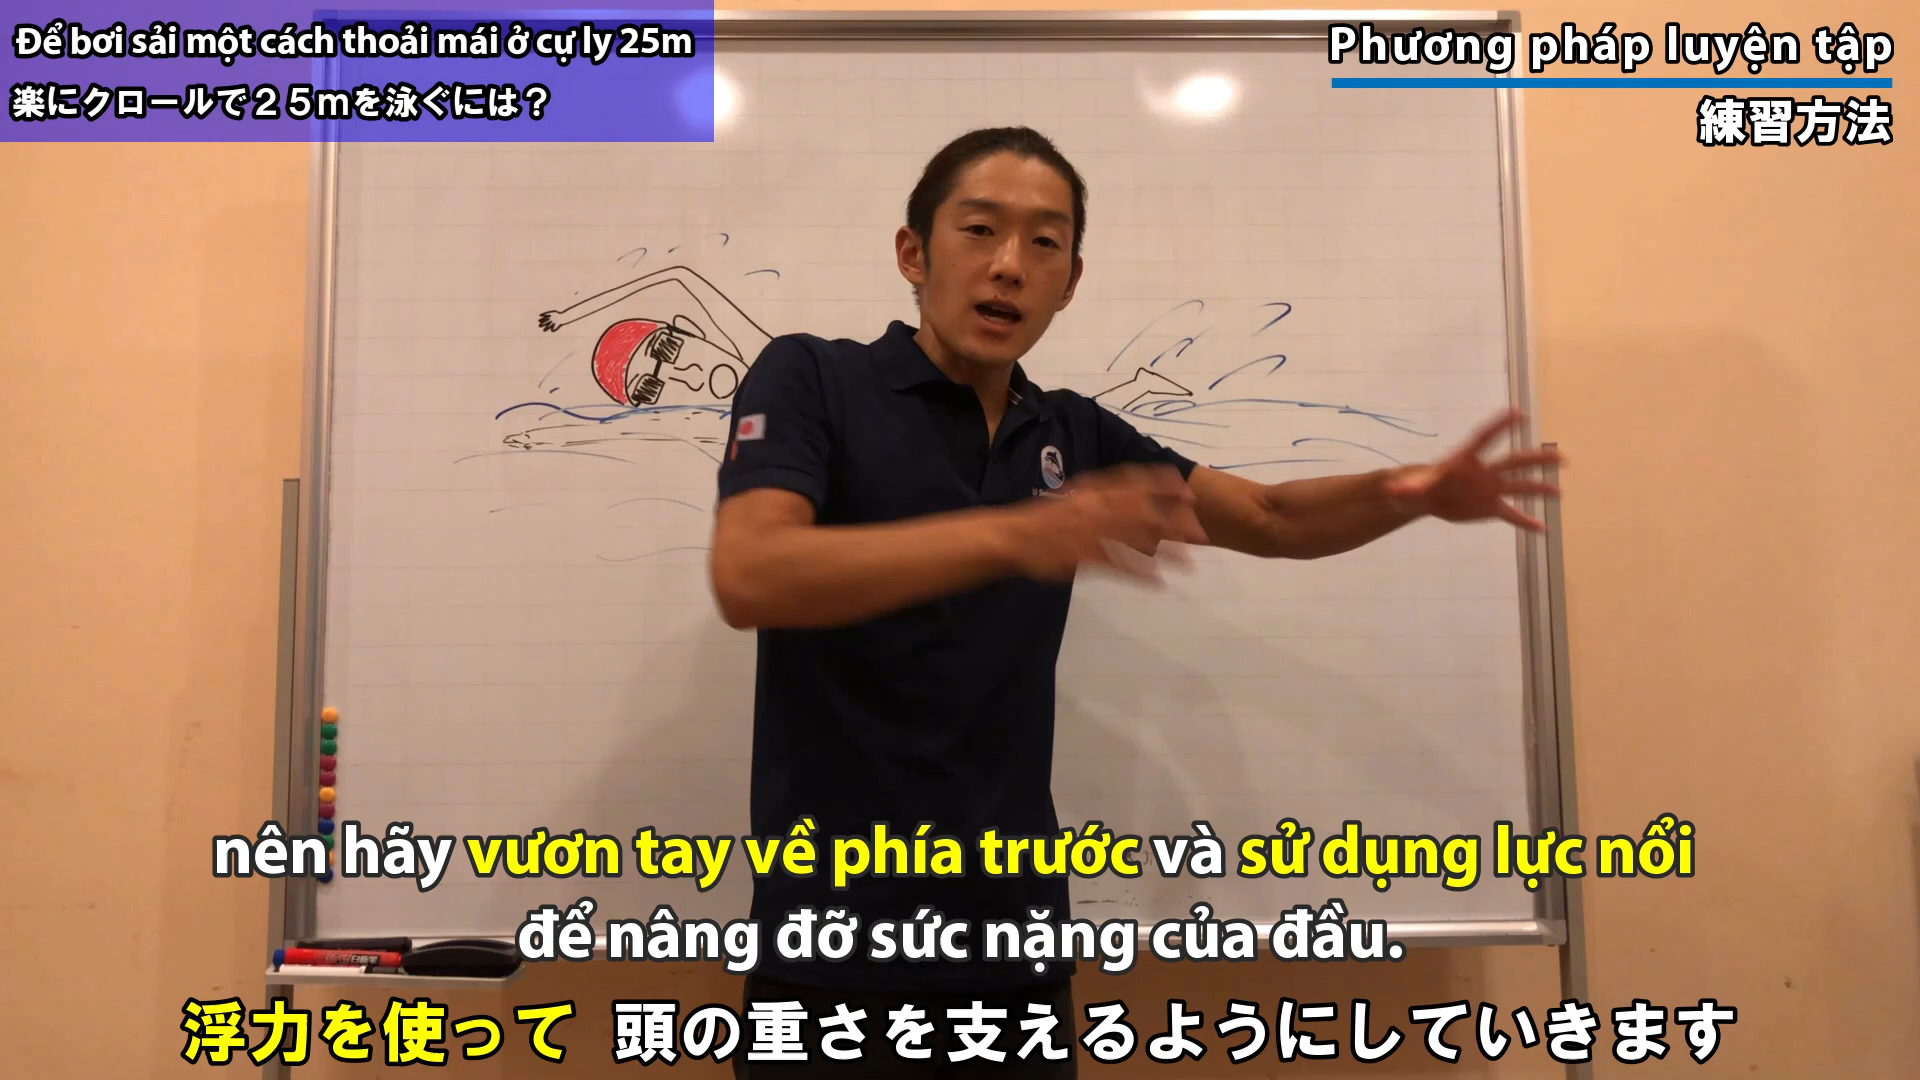 Để bơi sải một cách thoải mái ở cự ly 25m
楽にクロールで２５ｍを泳ぐには？
Phương pháp luyện tập
練習方法
nên hãy vươn tay về phía trước và sử dụng lực nổi
để nâng đỡ sức nặng của đầu.
浮力を使って 頭の重さを支えるようにしていきます